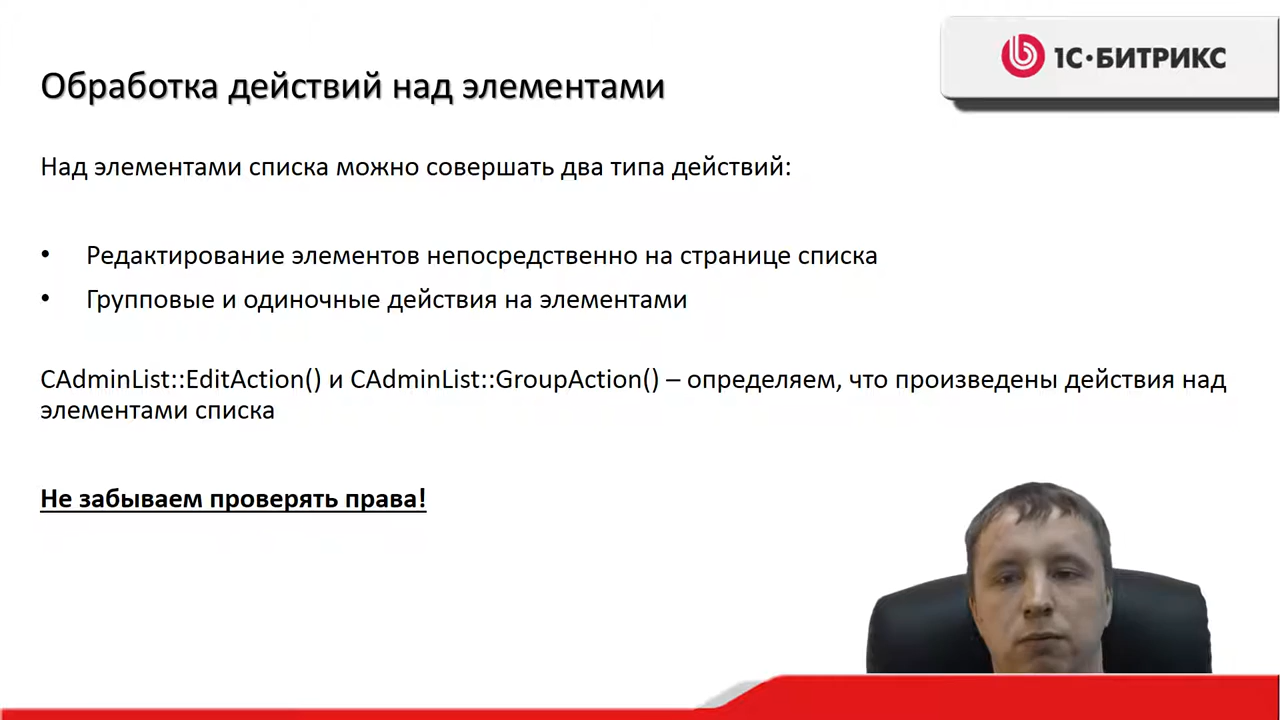 1С·БИТРИКС
Обработка действий над элементами
Над элементами списка можно совершать два типа действий:
• Редактирование элементов непосредственно на странице списка
• Групповые и одиночные действия на элементами
CAdminList::EditAction() и CAdminList::GroupAction() – определяем, что произведены действия над
элементами списка
Не забываем проверять права!